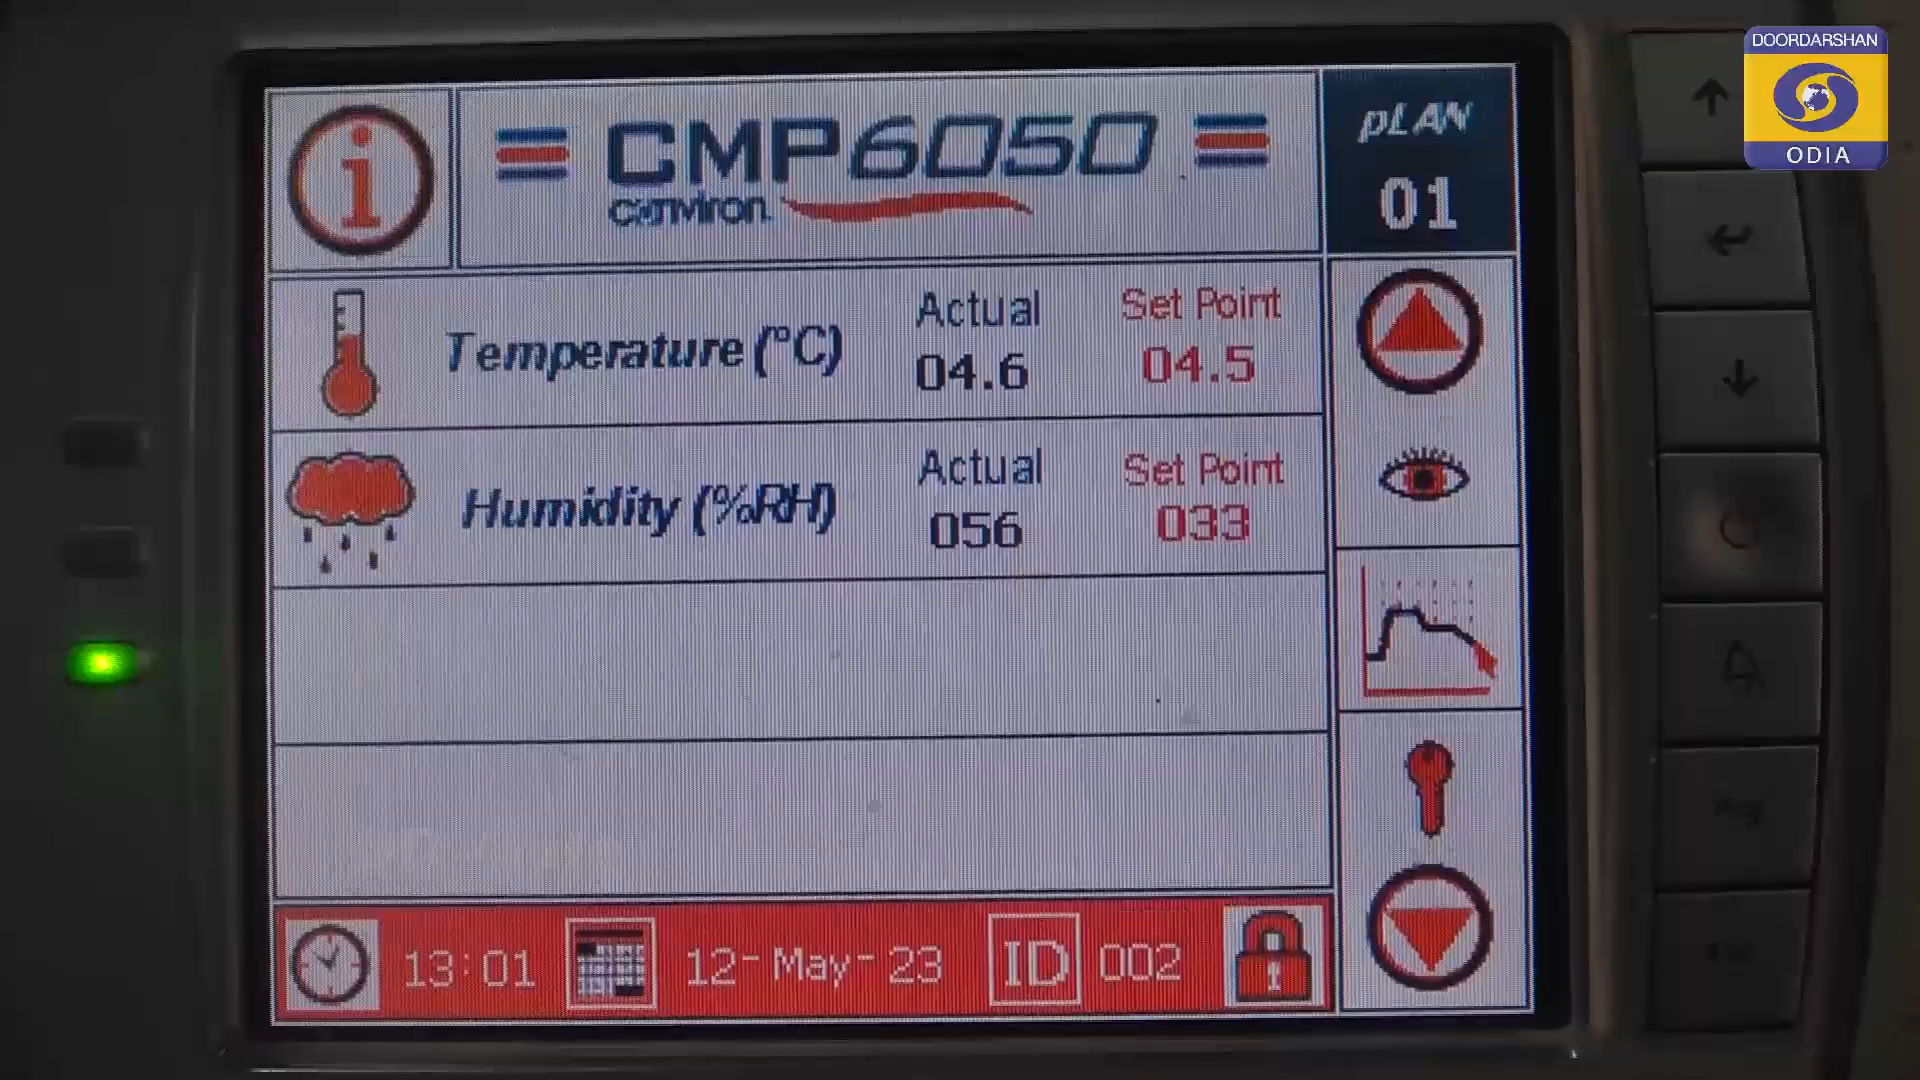 DOORDARSHAN
ODIA
CMP6050
conviron
pLAN
01
Temperature (°C)
Actual
04.6
Set Point
04.5
Humidity (%RH)
Actual
056
Set Point
033
13:01
12-May-23
ID 002